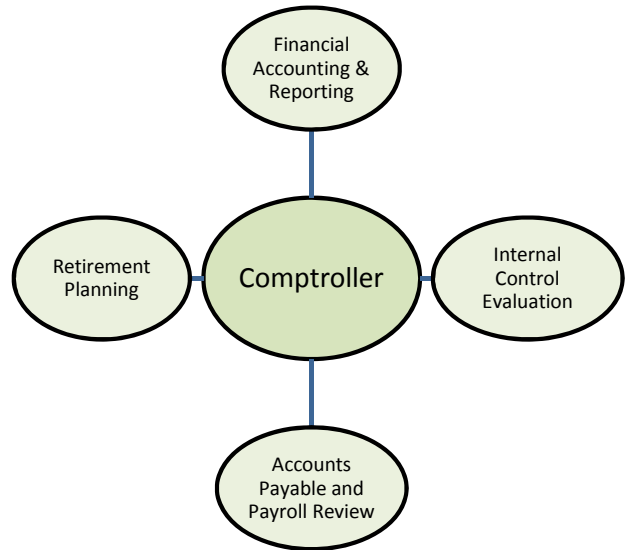 Financial
Accounting &
Reporting
Retirement
Planning
Comptroller
Internal
Control
Evaluation
Accounts
Payable and
Payroll Review